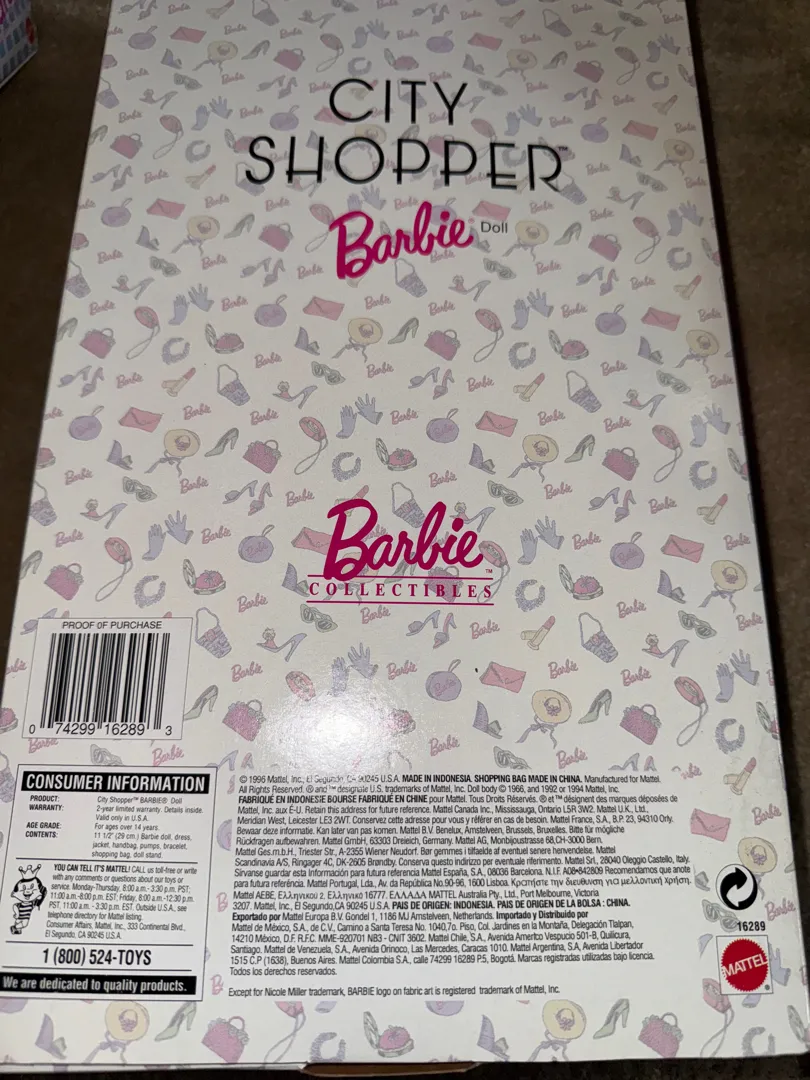 CITY
SHOPPER™
Barbie Doll
Barbie™
COLLECTIBLES
PROOF OF PURCHASE
0 74299 16289 3
CONSUMER INFORMATION
PRODUCT: City Shopper™ BARBIE® Doll
WARRANTY: 2-year limited warranty. Details inside.
Valid only in U.S.A.
AGE GRADE: For ages over 14 years.
CONTENTS: 11 1/2" (29 cm.) Barbie doll, dress,
jacket, handbag, pumps, bracelet,
shopping bag, doll stand.
YOU CAN TELL IT'S MATTEL! CALL us toll-free or write
with any comments or questions about our toys or
service. Monday-Thursday, 8:00 a.m.- 3:30 p.m. PST;
11:00 a.m.-8:00 p.m. EST; Friday, 8:00 a.m.-12:30 p.m.
PST, 11:00 a.m. - 3:30 p.m. EST. Outside U.S.A., see
telephone directory for Mattel listing.
Consumer Affairs, Mattel, Inc., 333 Continental Blvd.,
El Segundo, CA 90245 U.S.A.
1 (800) 524-TOYS
We are dedicated to quality products.
© 1996 Mattel, Inc., El Segundo, CA 90245 U.S.A. MADE IN INDONESIA. SHOPPING BAG MADE IN CHINA. Manufactured for Mattel.
All Rights Reserved. ® and ™ designate U.S. trademarks of Mattel, Inc. Doll body © 1966, and 1992 or 1994 Mattel, Inc.
FABRIQUÉ EN INDONÉSIE BOURSE FABRIQUÉ EN CHINE pour Mattel. Tous Droits Réservés. ® et ™ désignent des marques déposées de
Mattel, Inc. aux É-U. Retain this address for future reference. Mattel Canada Inc., Mississauga, Ontario L5R 3W2. Mattel U.K., Ltd.,
Meridian West, Leicester LE3 2WT. Conservez cette adresse pour vous y référer en cas de besoin. Mattel France, S.A., B.P. 23, 94310 Orly.
Bewaar deze informatie. Kan later van pas komen. Mattel B.V. Benelux, Amstelveen, Brussels, Bruxelles. Bitte für mögliche
Rückfragen aufbewahren. Mattel GmbH, 63303 Dreieich, Germany. Mattel AG, Monbijoustrasse 68,CH-3000 Bern.
Mattel Ges.m.b.H., Triester Str., A-2355 Wiener Neudorf. Bør gemmes i tilfælde af eventuel senere henvendelse. Mattel
Scandinavia A/S, Ringager 4C, DK-2605 Brøndby. Conserva questo indirizzo per eventuale riferimento. Mattel Srl., 28040 Oleggio Castello, Italy.
Sirvanse guardar esta Información para futura referencia Mattel España, S.A., 08036 Barcelona. N.I.F. A08*842809 Recomendamos que anote
para futura referência. Mattel Portugal, Lda., Av. da República No.90-96, 1600 Lisboa. Κρατήστε την διευθυνση για μελλοντική χρήση.
Mattel AEBE, Ελληνικού 2, Ελληνικό 16777. ΕΛΛΑΔΑ MATTEL Australia Pty., Ltd., Port Melbourne, Victoria
3207. Mattel, Inc., El Segundo,CA 90245 U.S.A. PAIS DE ORIGEN: INDONESIA. PAIS DE ORIGEN DE LA BOLSA : CHINA.
Exportado por Mattel Europa B.V. Gondel 1, 1186 MJ Amstelveen, Netherlands. Importado y Distribuido por
Mattel de México, S.A., de C.V., Camino a Santa Teresa No. 1040,7o. Piso, Col. Jardines en la Montaña, Delegación Tlalpan,
14210 México, D.F. R.F.C. MME-920701 NB3 - CNIT 3602. Mattel Chile, S.A., Avenida Americo Vespucio 501-B, Quilicura,
Santiago. Mattel de Venezuela, S.A., Avenida Orinoco, Las Mercedes, Caracas 1010. Mattel Argentina, S.A, Avenida Libertador
1515 C.P (1638), Buenos Aires. Mattel Colombia S.A., calle 74299 16289 P.5, Bogotá. Marcas registradas utilizadas bajo licencia.
Todos los derechos reservados.
Except for Nicole Miller trademark, BARBIE logo on fabric art is registered trademark of Mattel, Inc.
16289
MATTEL®